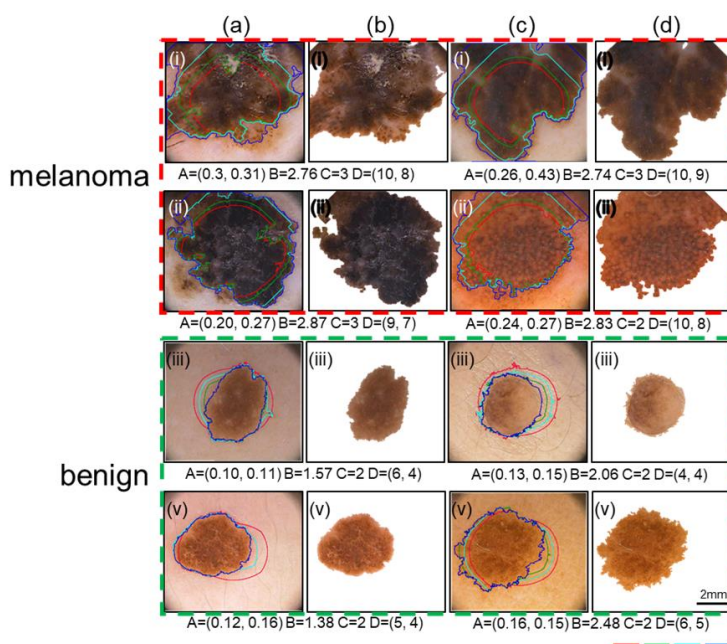 (a) (b) (c) (d)
(i) (i) (i) (i)
A=(0.3, 0.31) B=2.76 C=3 D=(10, 8) A=(0.26, 0.43) B=2.74 C=3 D=(10, 9)
melanoma
(ii) (ii) (ii) (ii)
A=(0.20, 0.27) B=2.87 C=3 D=(9, 7) A=(0.24, 0.27) B=2.83 C=2 D=(10, 8)
(iii) (iii) (iii) (iii)
A=(0.10, 0.11) B=1.57 C=2 D=(6, 4) A=(0.13, 0.15) B=2.06 C=2 D=(4, 4)
benign
(v) (v) (v) (v)
2mm
A=(0.12, 0.16) B=1.38 C=2 D=(5, 4) A=(0.16, 0.15) B=2.48 C=2 D=(6, 5)